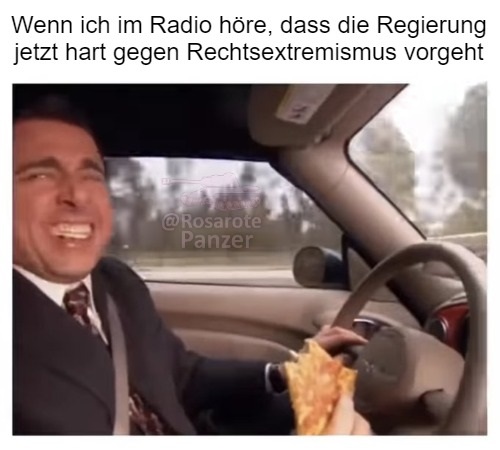 Wenn ich im Radio höre, dass die Regierung
jetzt hart gegen Rechtsextremismus vorgeht
@Rosarote
Panzer